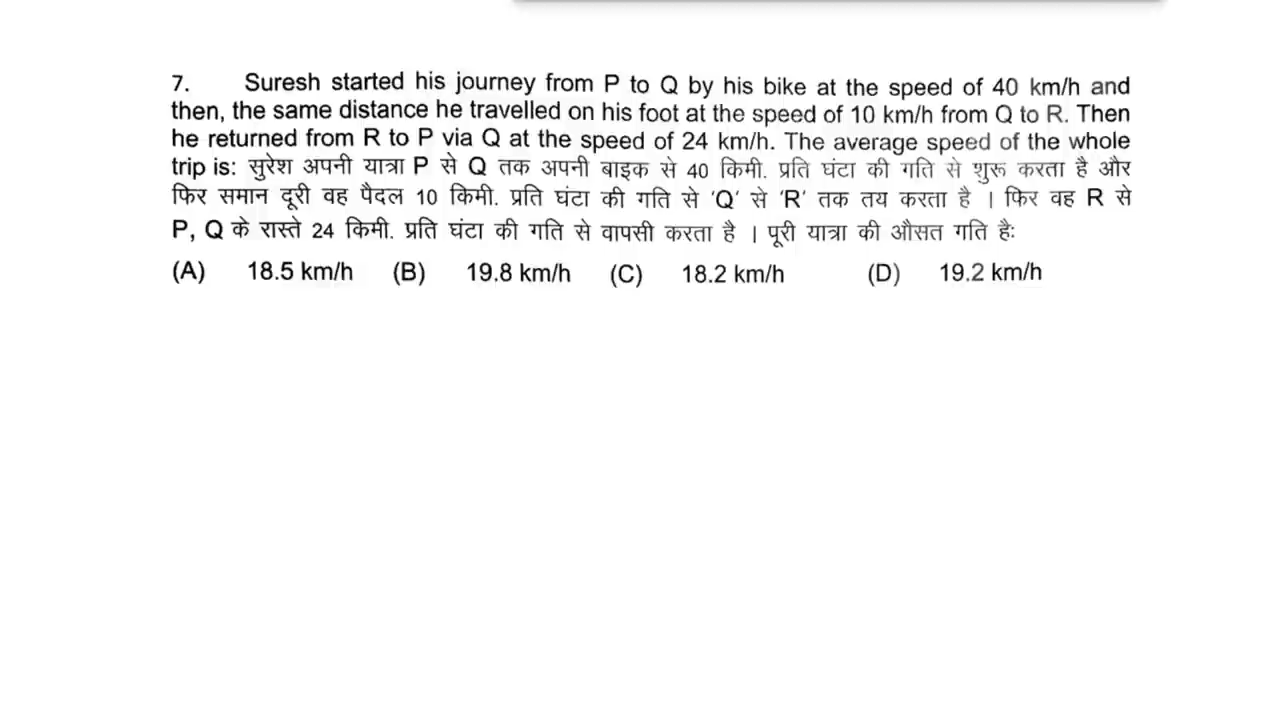 7. Suresh started his journey from P to Q by his bike at the speed of 40 km/h and
then, the same distance he travelled on his foot at the speed of 10 km/h from Q to R. Then
he returned from R to P via Q at the speed of 24 km/h. The average speed of the whole
trip is: सुरेश अपनी यात्रा P से Q तक अपनी बाइक से 40 किमी. प्रति घंटा की गति से शुरू करता है और
फिर समान दूरी वह पैदल 10 किमी. प्रति घंटा की गति से 'Q' से 'R' तक तय करता है । फिर वह R से
P, Q के रास्ते 24 किमी. प्रति घंटा की गति से वापसी करता है । पूरी यात्रा की औसत गति है:
(A) 18.5 km/h (B) 19.8 km/h (C) 18.2 km/h (D) 19.2 km/h